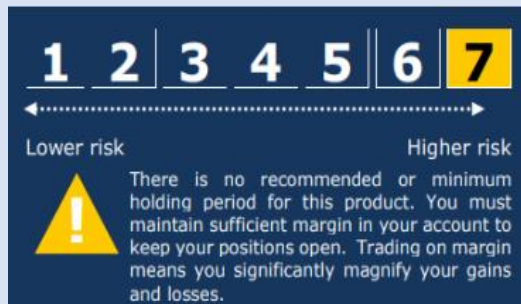 1 2 3 4 5 6 7
Lower risk Higher risk
!
There is no recommended or minimum
holding period for this product. You must
maintain sufficient margin in your account to
keep your positions open. Trading on margin
means you significantly magnify your gains
and losses.